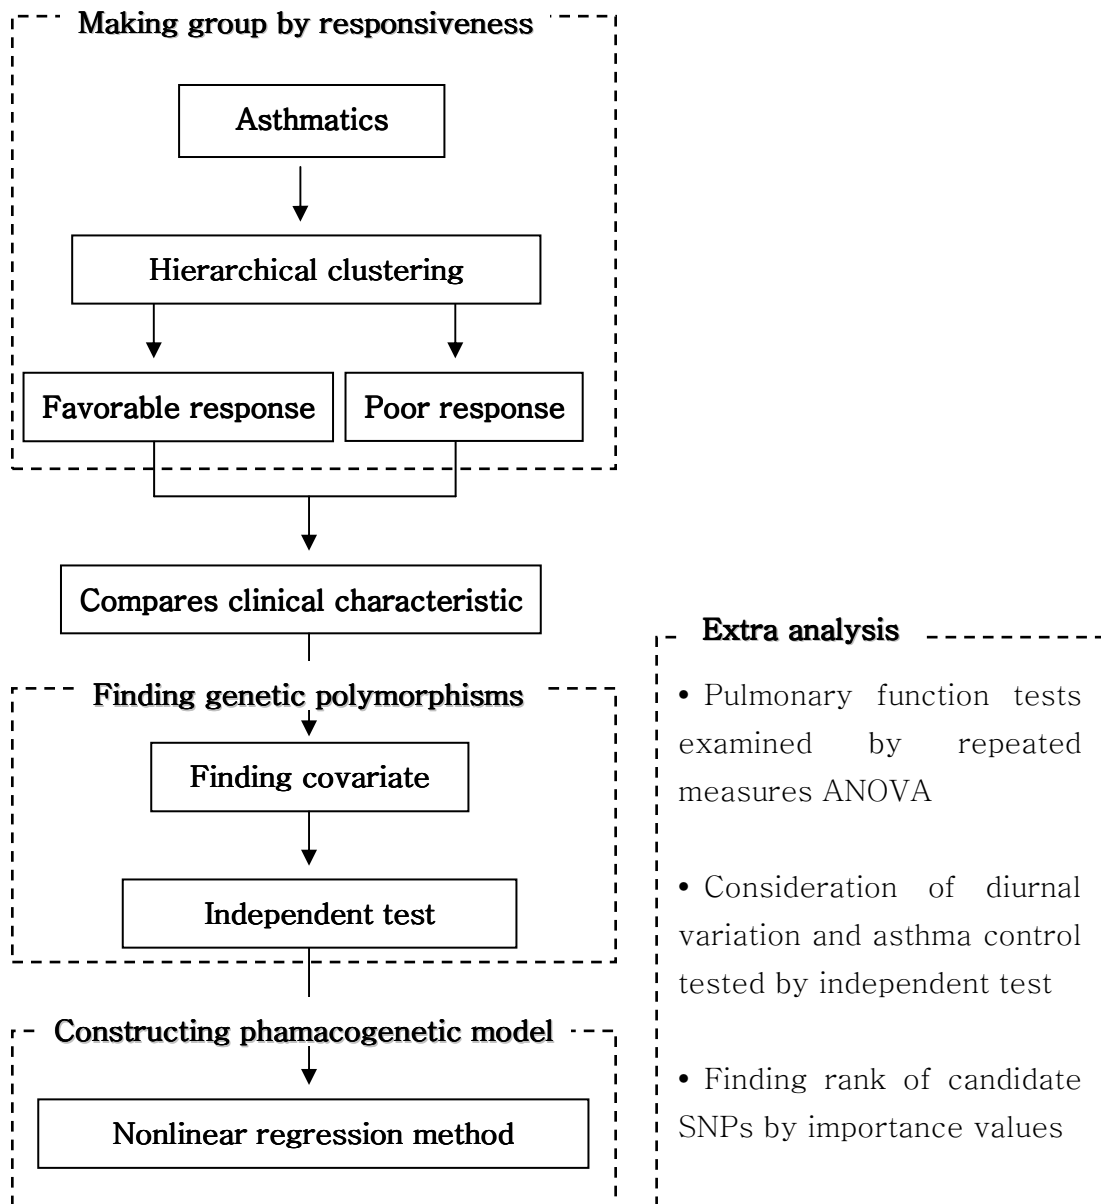 Making group by responsiveness
Asthmatics
Hierarchical clustering
Favorable response
Poor response
Compares clinical characteristic
Finding genetic polymorphisms
Finding covariate
Independent test
Constructing phamacogenetic model
Nonlinear regression method
Extra analysis
• Pulmonary function tests
examined by repeated
measures ANOVA
• Consideration of diurnal
variation and asthma control
tested by independent test
• Finding rank of candidate
SNPs by importance values